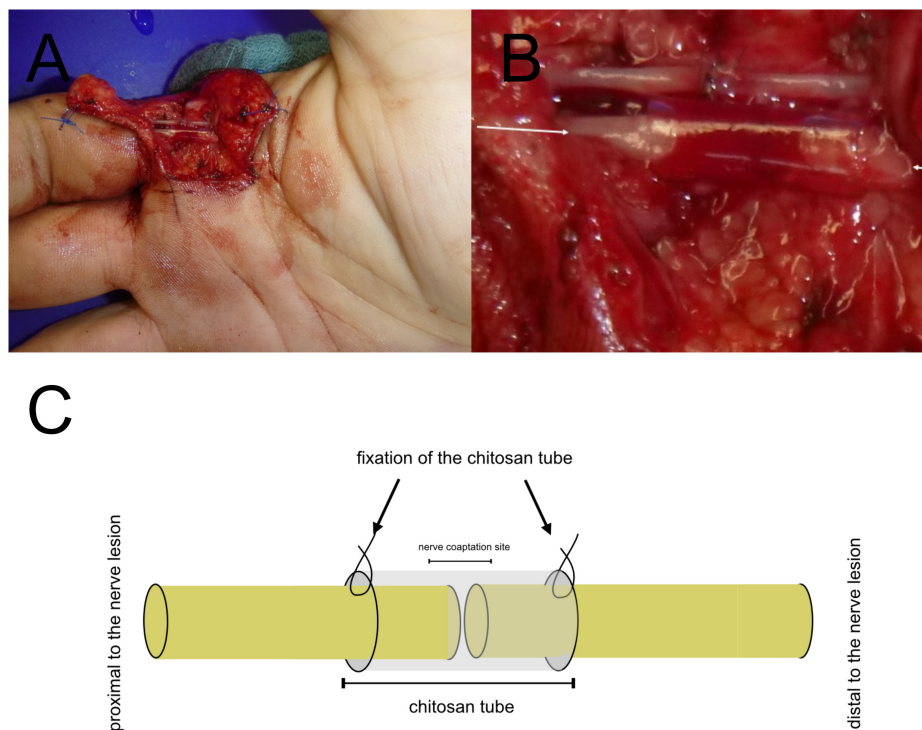 A
B
C
fixation of the chitosan tube
nerve coaptation site
proximal to the nerve lesion
distal to the nerve lesion
chitosan tube